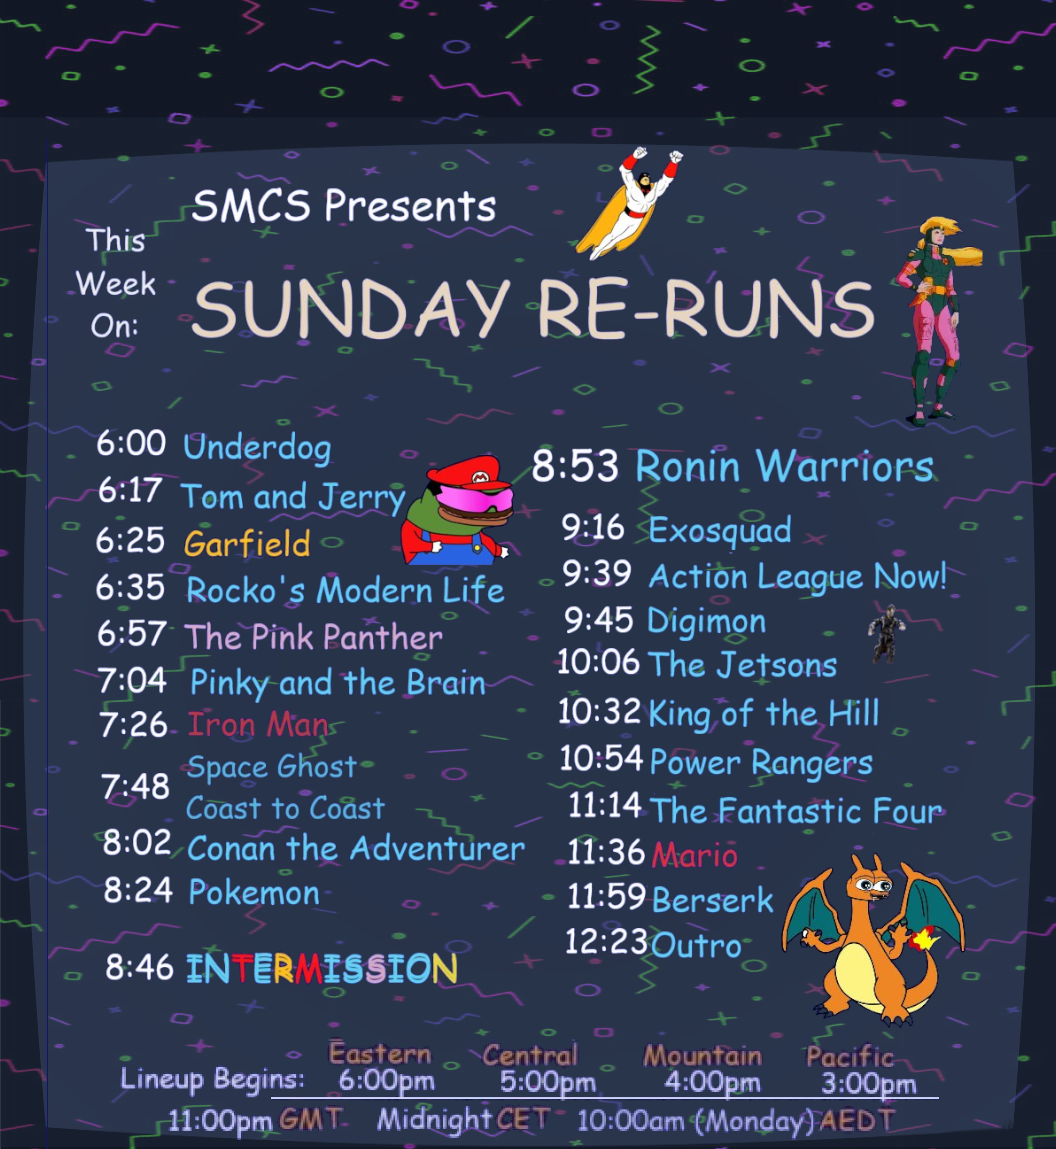 SMCS Presents
This
Week
On:
SUNDAY RE-RUNS
6:00 Underdog
6:17 Tom and Jerry
6:25 Garfield
6:35 Rocko's Modern Life
6:57 The Pink Panther
7:04 Pinky and the Brain
7:26 Iron Man
7:48 Space Ghost
Coast to Coast
8:02 Conan the Adventurer
8:24 Pokemon
8:46 INTERMISSION
8:53 Ronin Warriors
9:16 Exosquad
9:39 Action League Now!
9:45 Digimon
10:06 The Jetsons
10:32 King of the Hill
10:54 Power Rangers
11:14 The Fantastic Four
11:36 Mario
11:59 Berserk
12:23 Outro
Eastern Central Mountain Pacific
Lineup Begins: 6:00pm 5:00pm 4:00pm 3:00pm
11:00pm GMT Midnight CET 10:00am (Monday) AEDT